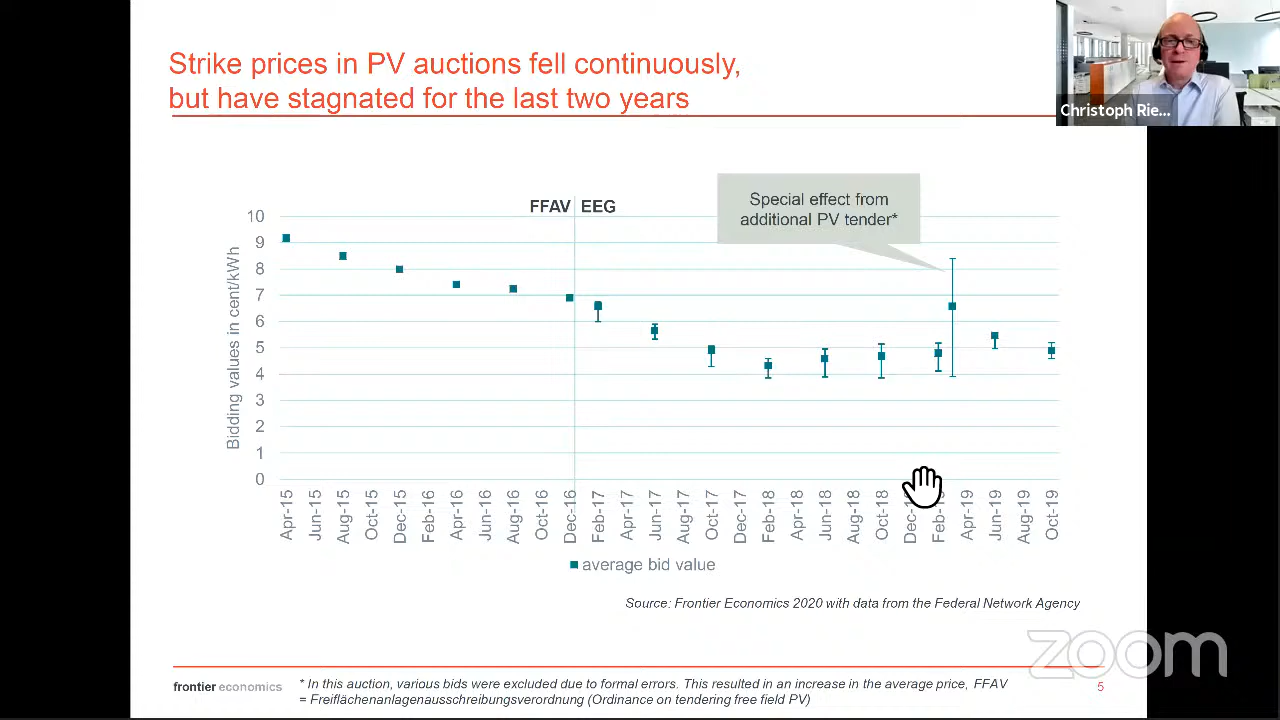 Strike prices in PV auctions fell continuously,
but have stagnated for the last two years
Christoph Rie...
FFAV EEG
Special effect from
additional PV tender*
Bidding values in cent/kWh
10
9
8
7
6
5
4
3
2
1
0
Apr-15 Jun-15 Aug-15 Oct-15 Dec-15 Feb-16 Apr-16 Jun-16 Aug-16 Oct-16 Dec-16 Feb-17 Apr-17 Jun-17 Aug-17 Oct-17 Dec-17 Feb-18 Apr-18 Jun-18 Aug-18 Oct-18 Dec- Feb- Apr-19 Jun-19 Aug-19 Oct-19
average bid value
Source: Frontier Economics 2020 with data from the Federal Network Agency
zoom
frontier economics
* In this auction, various bids were excluded due to formal errors. This resulted in an increase in the average price, FFAV
= Freiflächenanlagenausschreibungsverordnung (Ordinance on tendering free field PV)
5